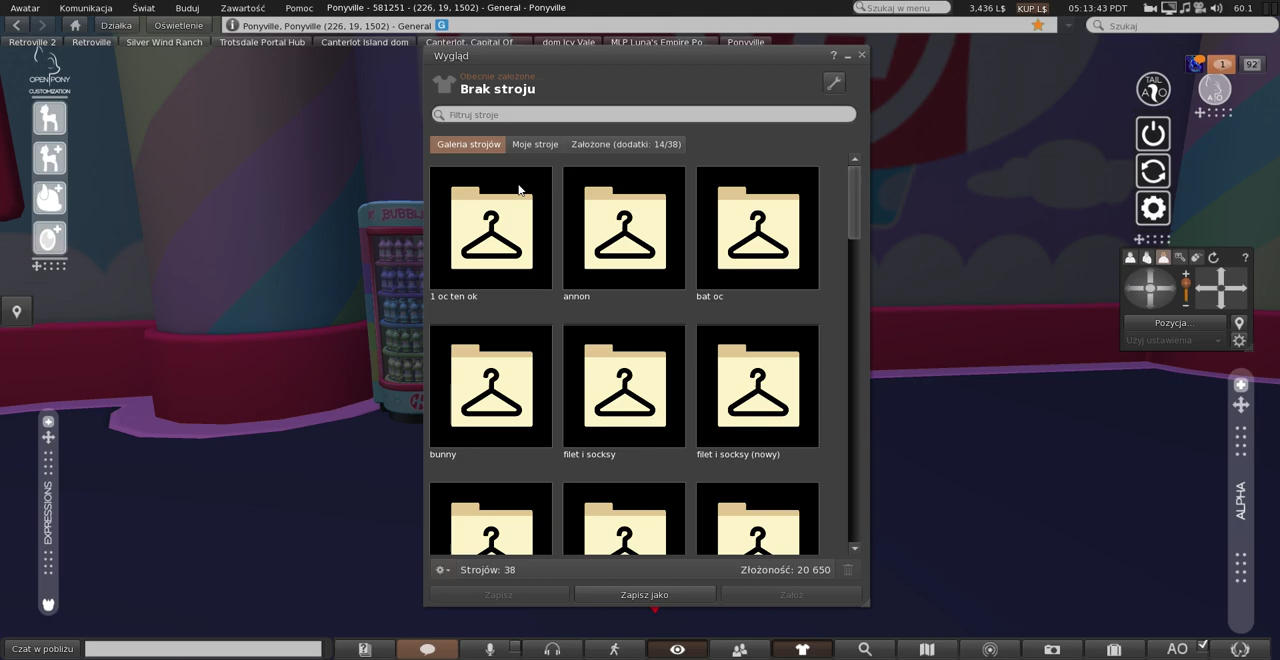 Awatar Komunikacja Świat Buduj Zawartość Pomoc Ponyville - 581251 - (226, 19, 1502) - General - Ponyville Szukaj w menu 3,436 L$ KUP L$ 05:13:43 PDT 60.1
Działka Oświetlenie Ponyville (226, 19, 1502) - General G Szukaj
Retroville 2 Retroville Silver Wind Ranch Trotsdale Portal Hub Canterlot Island dom Canterlot, Capital Of dom Icy Vale MLP Luna's Empire Po Ponyville
OPEN PONY
CUSTOMIZATION
Wygląd
?
Obecnie założone...
Brak stroju
Filtruj stroje
Galeria strojów Moje stroje Założone (dodatki: 14/38)
1 oc ten ok annon bat oc
bunny filet i socksy filet i socksy (nowy)
Strojów: 38 Złożoność: 20 650
Zapisz Zapisz jako Załóż
1 92
TAIL
AO
?
Pozycja...
Użyj ustawienia
BUBBL
EXPRESSIONS
ALPHA
Czat w pobliżu AO